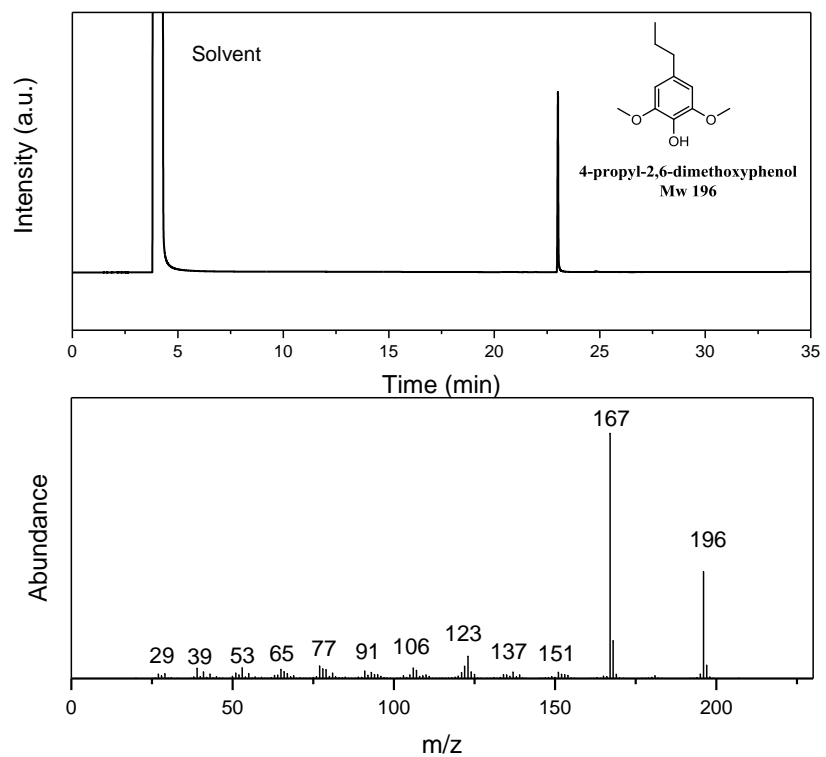 Solvent
O
O
OH
4-propyl-2,6-dimethoxyphenol
Mw 196
Intensity (a.u.)
0 5 10 15 20 25 30 35
Time (min)
167
196
29 39 53 65 77 91 106 123 137 151
Abundance
0 50 100 150 200
m/z